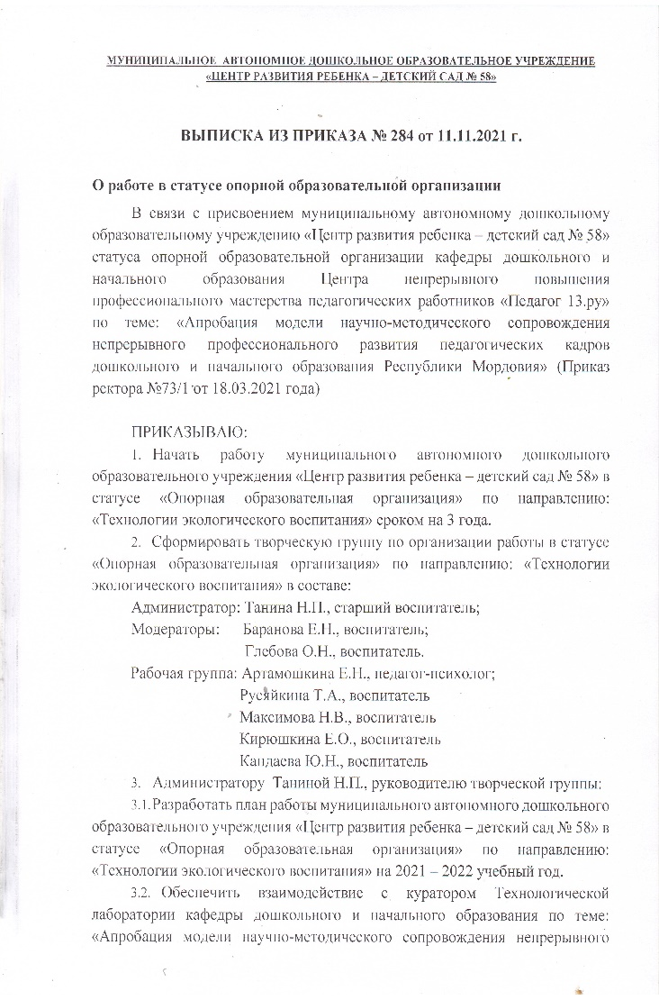 МУНИЦИПАЛЬНОЕ АВТОНОМНОЕ ДОШКОЛЬНОЕ ОБРАЗОВАТЕЛЬНОЕ УЧРЕЖДЕНИЕ
«ЦЕНТР РАЗВИТИЯ РЕБЕНКА – ДЕТСКИЙ САД № 58»
ВЫПИСКА ИЗ ПРИКАЗА № 284 от 11.11.2021 г.
О работе в статусе опорной образовательной организации
В связи с присвоением муниципальному автономному дошкольному
образовательному учреждению «Центр развития ребенка – детский сад № 58»
статуса опорной образовательной организации кафедры дошкольного и
начального образования Центра непрерывного повышения
профессионального мастерства педагогических работников «Педагог 13.ру»
по теме: «Апробация модели научно-методического сопровождения
непрерывного профессионального развития педагогических кадров
дошкольного и начального образования Республики Мордовия» (Приказ
ректора №73/1 от 18.03.2021 года)
ПРИКАЗЫВАЮ:
1. Начать работу муниципального автономного дошкольного
образовательного учреждения «Центр развития ребенка – детский сад № 58» в
статусе «Опорная образовательная организация» по направлению:
«Технологии экологического воспитания» сроком на 3 года.
2. Сформировать творческую группу по организации работы в статусе
«Опорная образовательная организация» по направлению: «Технологии
экологического воспитания» в составе:
Администратор: Танина Н.П., старший воспитатель;
Модераторы: Баранова Е.Н., воспитатель;
Глебова О.Н., воспитатель.
Рабочая группа: Артамошкина Е.Н., педагог-психолог;
Русяйкина Т.А., воспитатель
Максимова Н.В., воспитатель
Кирюшкина Е.О., воспитатель
Кандаева Ю.Н., воспитатель
3. Администратору Таниной Н.П., руководителю творческой группы:
3.1.Разработать план работы муниципального автономного дошкольного
образовательного учреждения «Центр развития ребенка – детский сад № 58» в
статусе «Опорная образовательная организация» по направлению:
«Технологии экологического воспитания» на 2021 – 2022 учебный год.
3.2. Обеспечить взаимодействие с куратором Технологической
лаборатории кафедры дошкольного и начального образования по теме:
«Апробация модели научно-методического сопровождения непрерывного